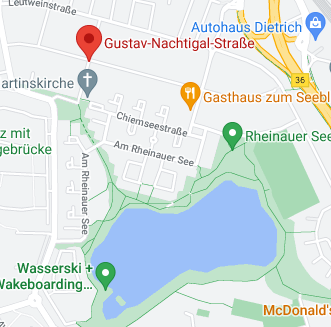 Leutweinstraße
Autohaus Dietrich
Gustav-Nachtigal-Straße
36
artinskirche
Gasthaus zum Seebl
Chiemseestraße
z mit
gebrücke
Rheinauer See
Am Rheinauer See
Am Rheinauer See
Wasserski +
Wakeboarding...
McDonald's